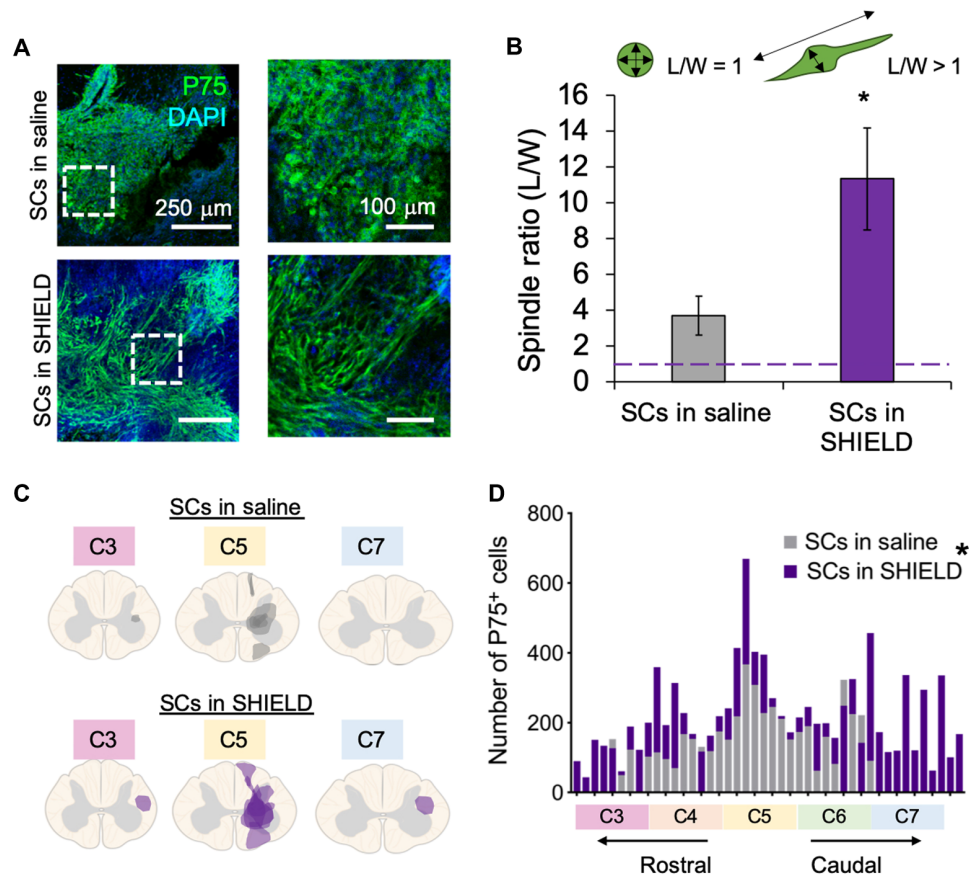 A
SCs in saline
P75
DAPI
250 μm
100 μm
SCs in SHIELD
B
L/W = 1
L/W > 1
Spindle ratio (L/W)
16
14
12
10
8
6
4
2
0
*
SCs in saline
SCs in
SHIELD
C
SCs in saline
C3
C5
C7
SCs in SHIELD
C3
C5
C7
D
Number of P75⁺ cells
800
600
400
200
0
SCs in saline
SCs in SHIELD
*
C3
C4
C5
C6
C7
Rostral
Caudal